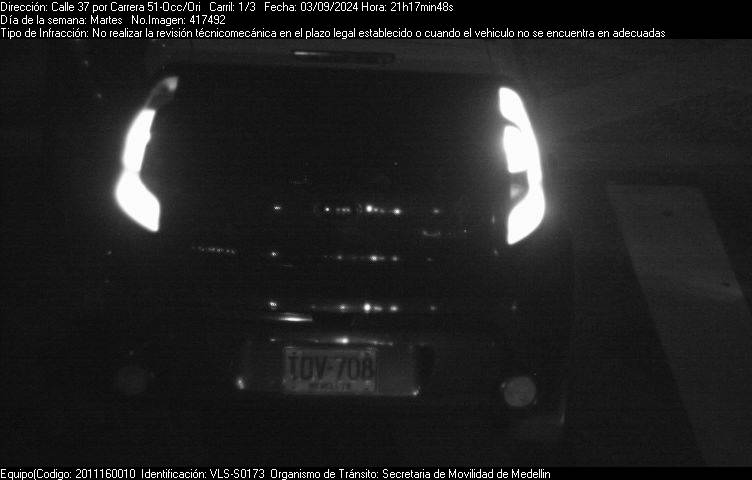 Dirección: Calle 37 por Carrera 51-Occ/Ori Carril: 1/3 Fecha: 03/09/2024 Hora: 21h17min48s
Día de la semana: Martes No.Imagen: 417492
Tipo de Infracción: No realizar la revisión técnicomecánica en el plazo legal establecido o cuando el vehiculo no se encuentra en adecuadas
TOV-708
MEDELLIN
Equipo(Codigo: 2011160010 Identificación: VLS-S0173 Organismo de Tránsito: Secretaria de Movilidad de Medellin